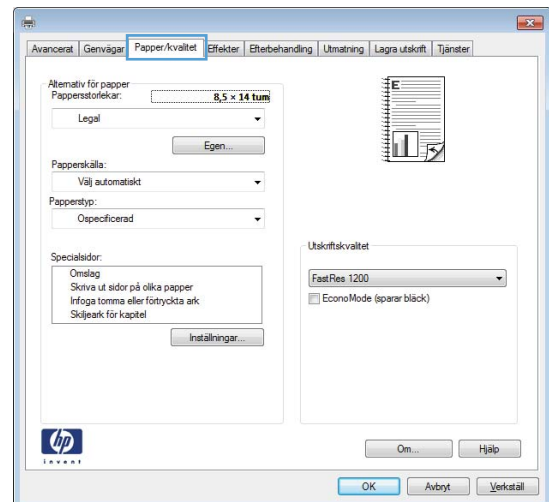 Avancerat Genvägar Papper/kvalitet Effekter Efterbehandling Utmatning Lagra utskrift Tjänster
Alternativ för papper
Pappersstorlekar: 8,5 × 14 tum
Legal
Egen...
Papperskälla:
Välj automatiskt
Papperstyp:
Ospecificerad
Specialsidor:
Omslag
Skriva ut sidor på olika papper
Infoga tomma eller förtryckta ark
Skiljeark för kapitel
Inställningar...
E
Utskriftskvalitet
FastRes 1200
EconoMode (sparar bläck)
hp
invent
Om... Hjälp
OK Avbryt Verkställ